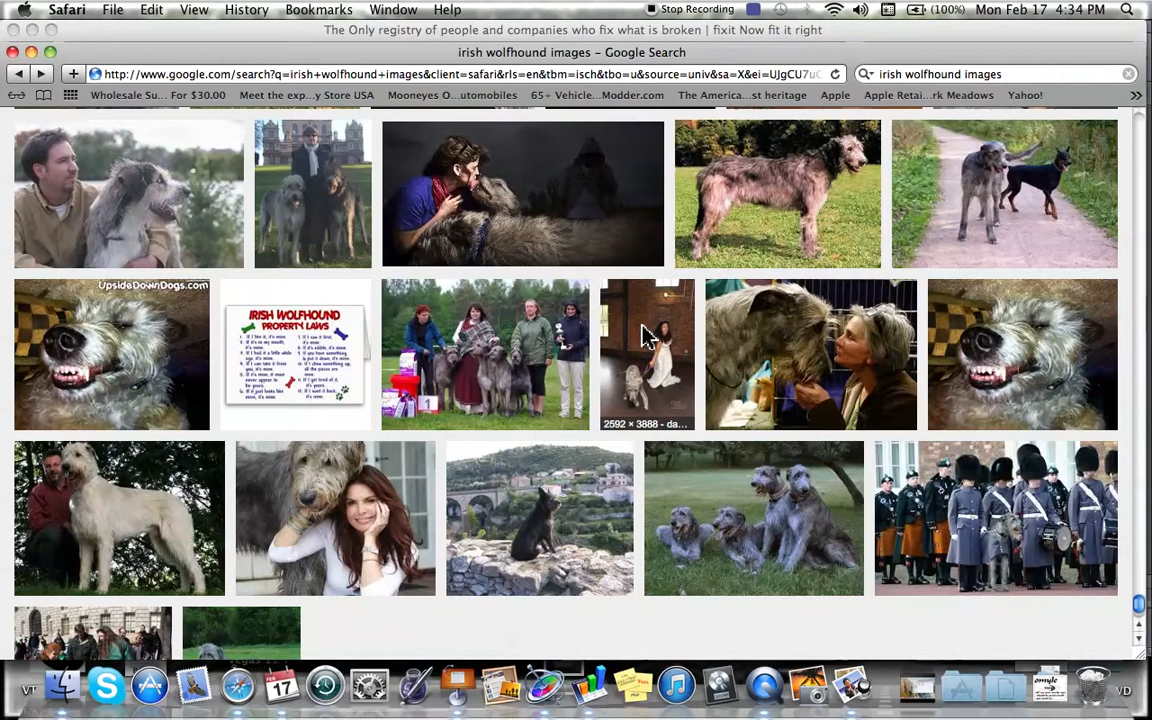 Safari File Edit View History Bookmarks Window Help Stop Recording (100%) Mon Feb 17 4:34 PM
The Only registry of people and companies who fix what is broken | fixit Now fit it right
irish wolfhound images – Google Search
http://www.google.com/search?q=irish+wolfhound+images&client=safari&rls=en&tbm=isch&tbo=u&source=univ&sa=X&ei=UJgCU7uC irish wolfhound images
Wholesale Su... For $30.00 Meet the exp...y Store USA Mooneyes O...utomobiles 65+ Vehicle...Modder.com The America...st heritage Apple Apple Retai...rk Meadows Yahoo!
UpsideDownDogs.com
IRISH WOLFHOUND
PROPERTY LAWS
2592 × 3888 - da...
17
VT
VD